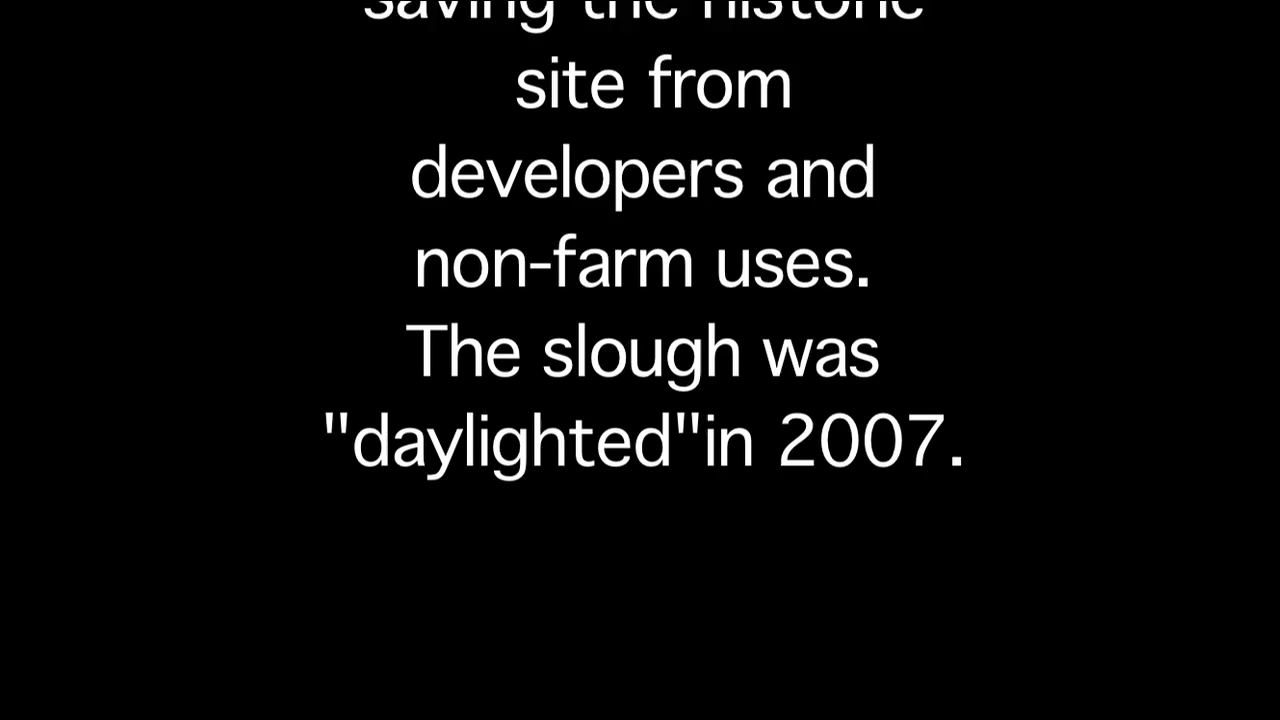 saving the historic
site from
developers and
non-farm uses.
The slough was
"daylighted"in 2007.